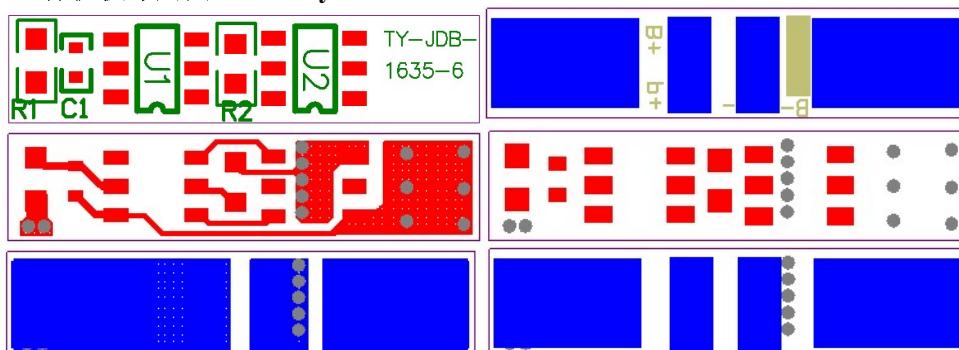 TY-JDB-
1635-6
U1
U2
R1
C1
R2
B+
b+
-
B-